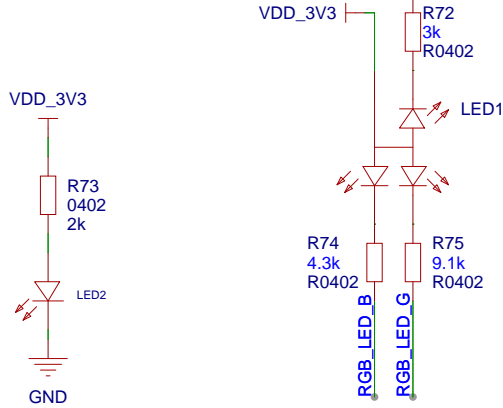 VDD_3V3
R72
3k
R0402
LED1
VDD_3V3
R73
0402
2k
LED2
GND
R74
4.3k
R0402
R75
9.1k
R0402
RGB_LED_B
RGB_LED_G